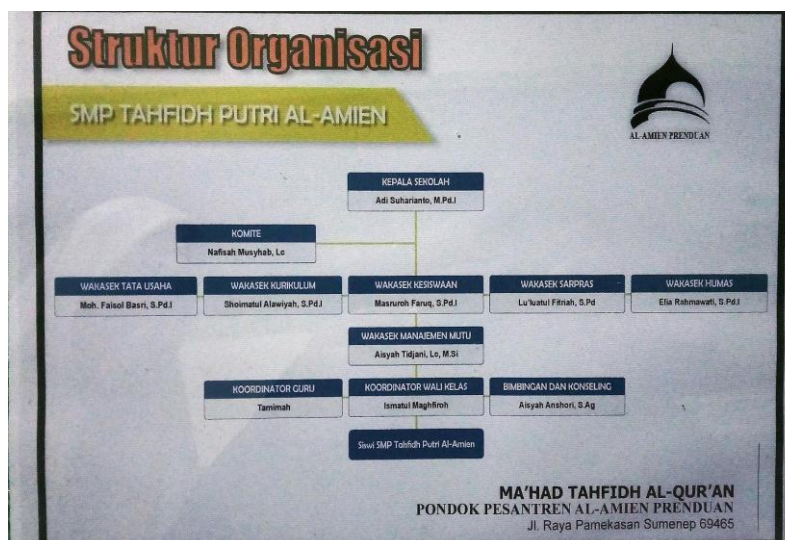 Struktur Organisasi
SMP TAHFIDH PUTRI AL-AMIEN
AL-AMIEN PRENDUAN
KEPALA SEKOLAH
Adi Suharianto, M.Pd.I
KOMITE
Nafisah Musyhab, Lc
WAKASEK TATA USAHA
Moh. Faisol Basri, S.Pd.I
WAKASEK KURIKULUM
Shoimatul Alawiyah, S.Pd.I
WAKASEK KESISWAAN
Masruroh Faruq, S.Pd.I
WAKASEK SARPRAS
Lu'luatul Fitriah, S.Pd
WAKASEK HUMAS
Elia Rahmawati, S.Pd.I
WAKASEK MANAJEMEN MUTU
Aisyah Tidjani, Lc, M.Si
KOORDINATOR GURU
Tamimah
KOORDINATOR WALI KELAS
Ismatul Maghfiroh
BIMBINGAN DAN KONSELING
Aisyah Anshori, S.Ag
Siswi SMP Tahfidh Putri Al-Amien
MA'HAD TAHFIDH AL-QUR'AN
PONDOK PESANTREN AL-AMIEN PRENDUAN
Jl. Raya Pamekasan Sumenep 69465